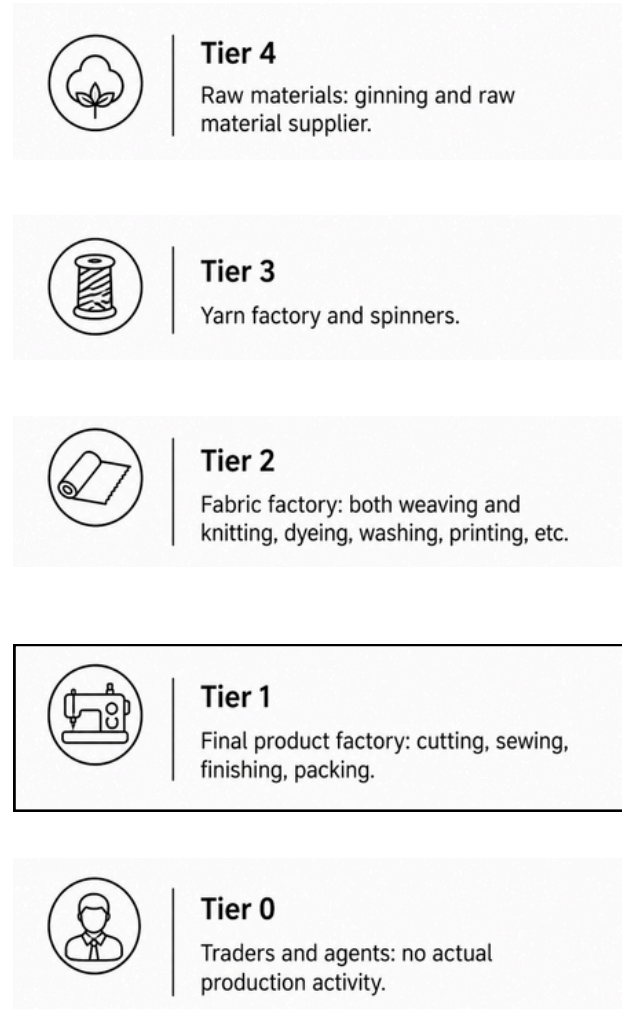 Tier 4
Raw materials: ginning and raw
material supplier.
Tier 3
Yarn factory and spinners.
Tier 2
Fabric factory: both weaving and
knitting, dyeing, washing, printing, etc.
Tier 1
Final product factory: cutting, sewing,
finishing, packing.
Tier 0
Traders and agents: no actual
production activity.